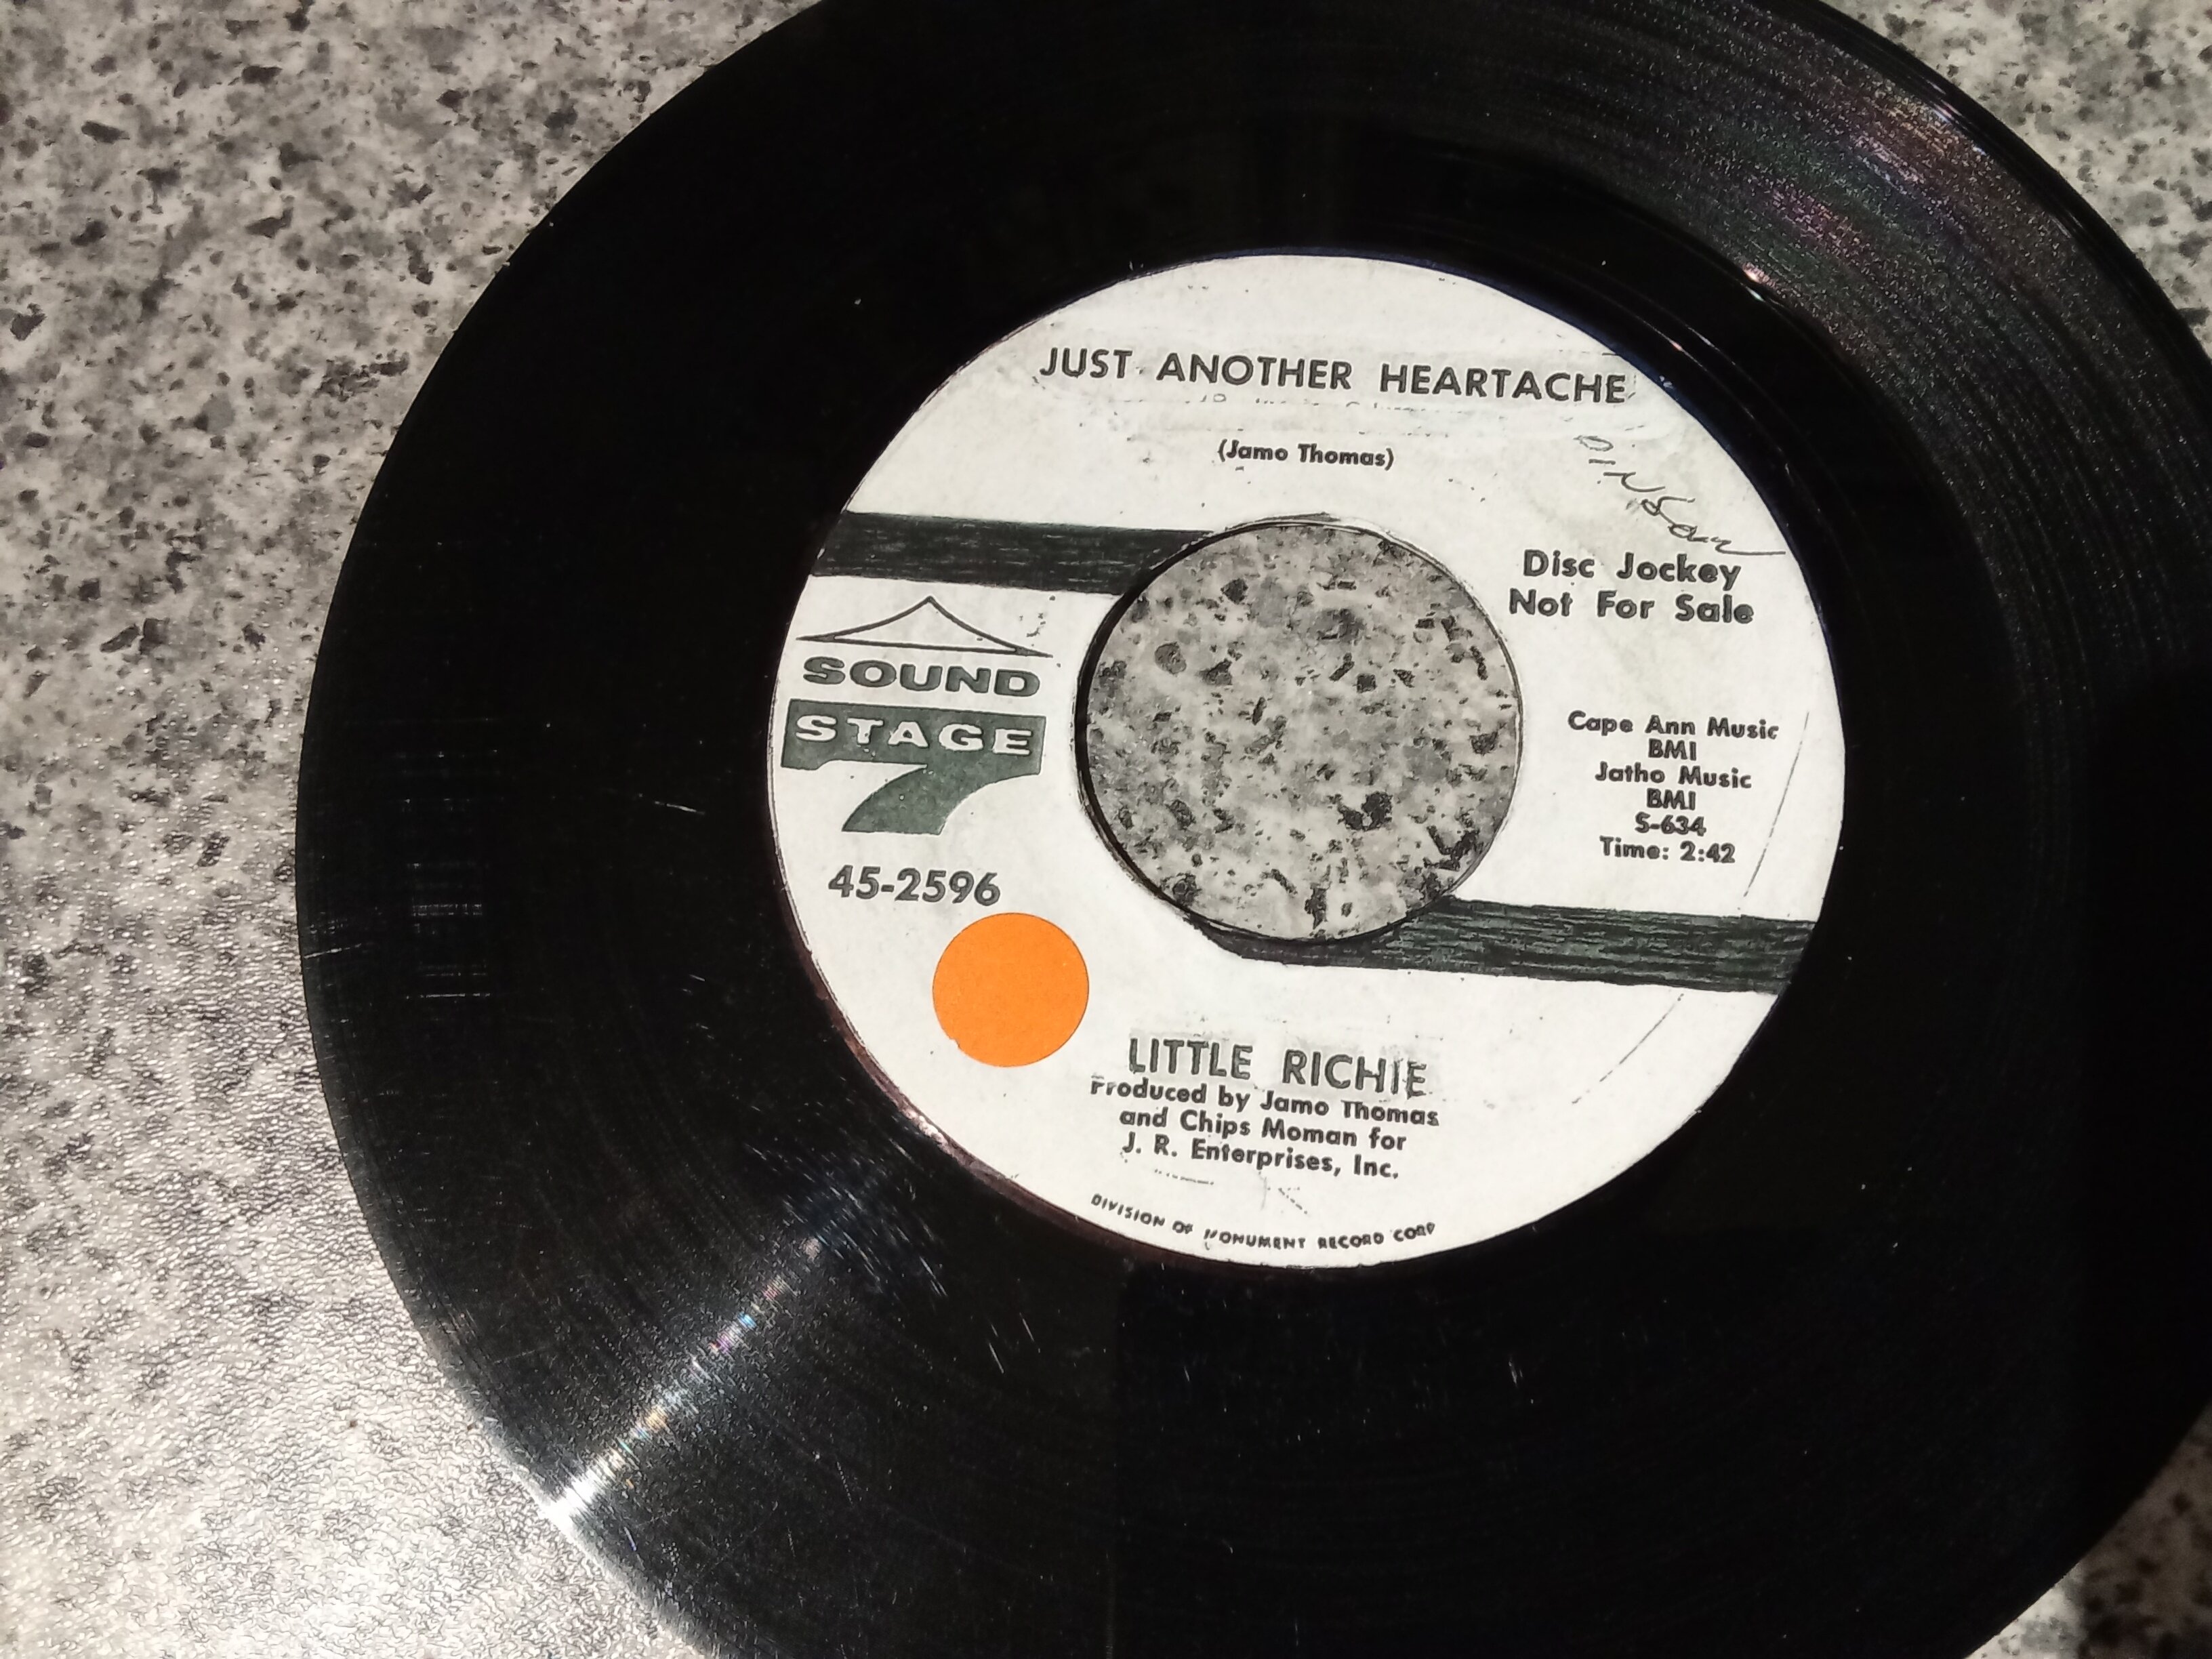 JUST ANOTHER HEARTACHE
(Jamo Thomas)
Disc Jockey
Not For Sale
SOUND
STAGE
7
45-2596
Cape Ann Music
BMI
Jatho Music
BMI
S-634
Time: 2:42
LITTLE RICHIE
Produced by Jamo Thomas
and Chips Moman for
J. R. Enterprises, Inc.
DIVISION OF MONUMENT RECORD CORP